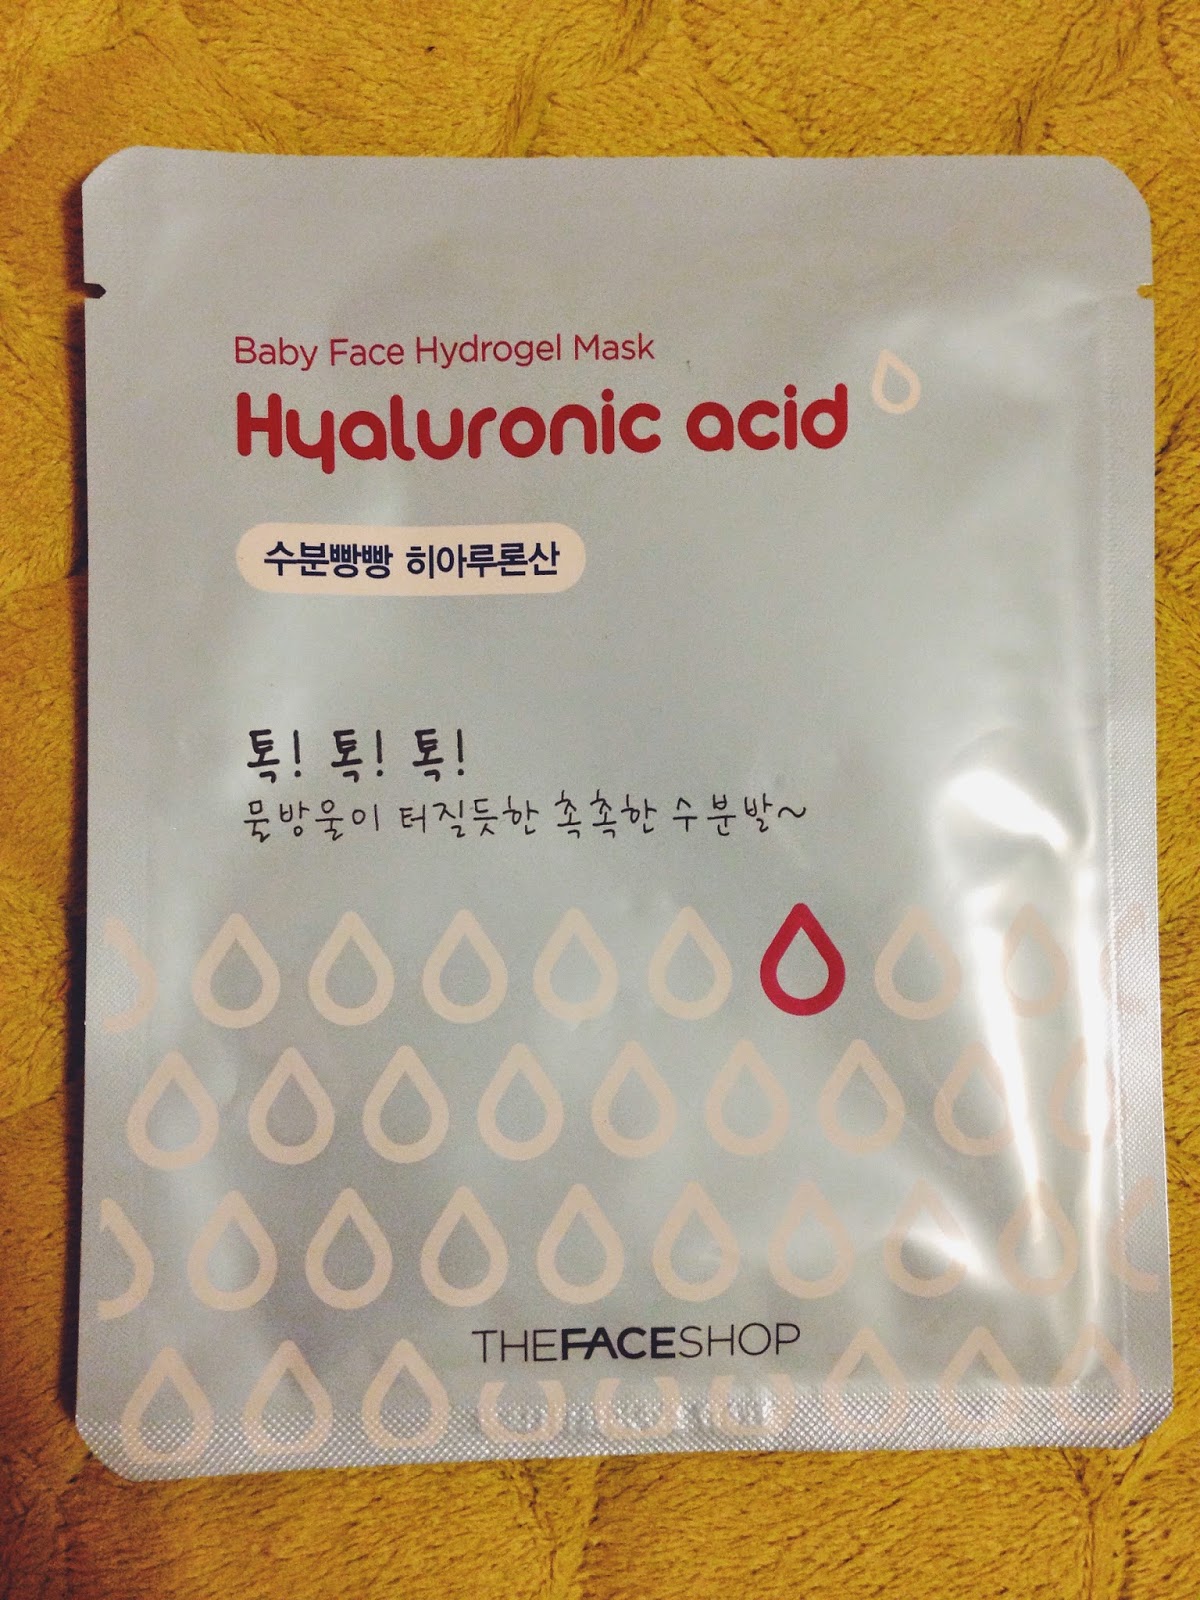 Baby Face Hydrogel Mask
Hyaluronic acid
수분빵빵 히아루론산
톡! 톡! 톡!
물방울이 터질듯한 촉촉한 수분발~
THEFACESHOP